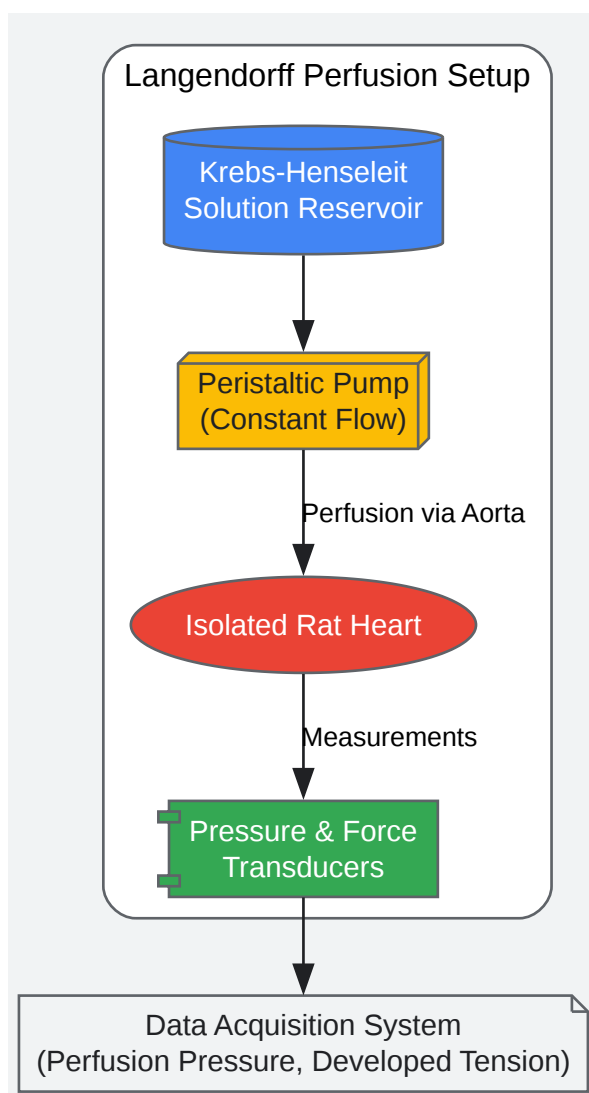 Langendorff Perfusion Setup
Krebs-Henseleit
Solution Reservoir
Peristaltic Pump
(Constant Flow)
Perfusion via Aorta
Isolated Rat Heart
Measurements
Pressure & Force
Transducers
Data Acquisition System
(Perfusion Pressure, Developed Tension)